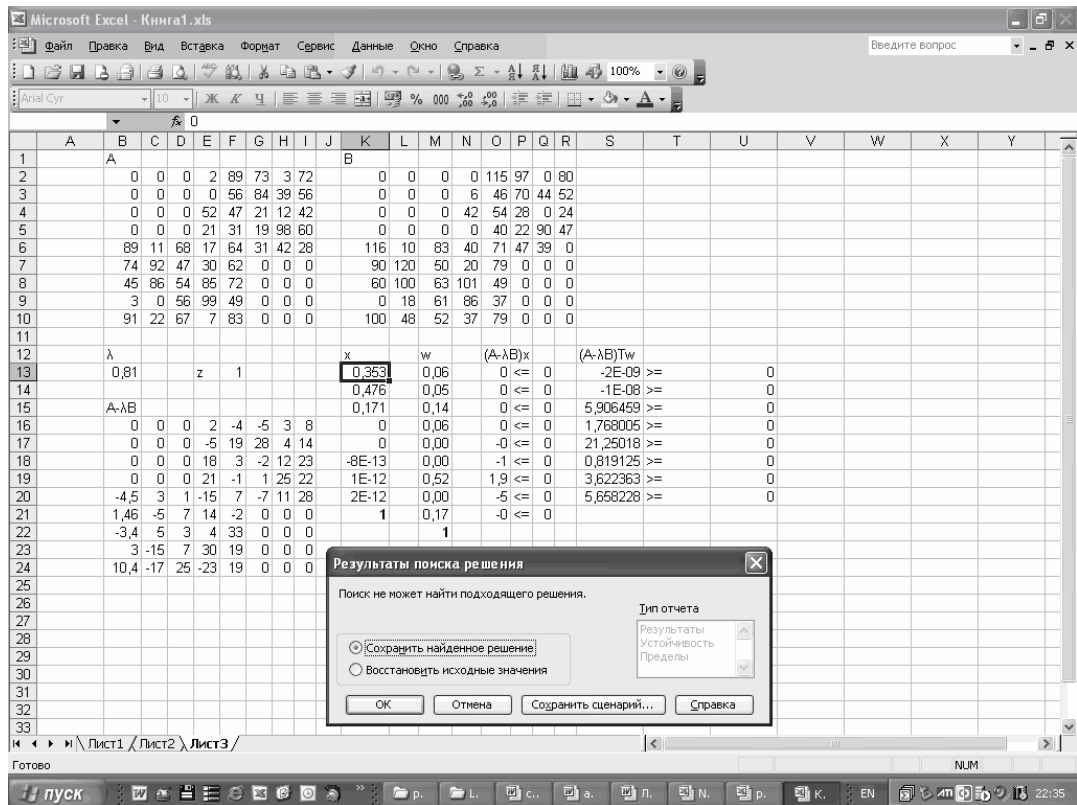 Microsoft Excel - Книга1.xls
Файл Правка Вид Вставка Формат Сервис Данные Окно Справка Введите вопрос
100%
Arial Cyr 10 Ж К Ч % 000
fx 0
A B C D E F G H I J K L M N O P Q R S T U V W X Y
1 A B
2 0 0 0 2 89 73 3 72 0 0 0 0 115 97 0 80
3 0 0 0 0 56 84 39 56 0 0 0 6 46 70 44 52
4 0 0 0 52 47 21 12 42 0 0 0 42 54 28 0 24
5 0 0 0 21 31 19 98 60 0 0 0 0 40 22 90 47
6 89 11 68 17 64 31 42 28 116 10 83 40 71 47 39 0
7 74 92 47 30 62 0 0 0 90 120 50 20 79 0 0 0
8 45 86 54 85 72 0 0 0 60 100 63 101 49 0 0 0
9 3 0 56 99 49 0 0 0 0 18 61 86 37 0 0 0
10 91 22 67 7 83 0 0 0 100 48 52 37 79 0 0 0
11
12 λ x w (A-λB)x (A-λB)Tw
13 0,81 z 1 0,353 0,06 0 <= 0 -2E-09 >= 0
14 0,476 0,05 0 <= 0 -1E-08 >= 0
15 A-λB 0,171 0,14 0 <= 0 5,906459 >= 0
16 0 0 0 2 -4 -5 3 8 0 0,06 0 <= 0 1,768005 >= 0
17 0 0 0 -5 19 28 4 14 0 0,00 -0 <= 0 21,25018 >= 0
18 0 0 0 18 3 -2 12 23 -8E-13 0,00 -1 <= 0 0,819125 >= 0
19 0 0 0 21 -1 1 25 22 1E-12 0,52 1,9 <= 0 3,622363 >= 0
20 -4,5 3 1 -15 7 -7 11 28 2E-12 0,00 -5 <= 0 5,658228 >= 0
21 1,46 -5 7 14 -2 0 0 0 1 0,17 -0 <= 0
22 -3,4 5 3 4 33 0 0 0 1
23 3 -15 7 30 19 0 0 0
24 10,4 -17 25 -23 19 0 0 0
25
26
27
28
29
30
31
32
33
Результаты поиска решения
Поиск не может найти подходящего решения.
Тип отчета
Результаты
Устойчивость
Пределы
Сохранить найденное решение
Восстановить исходные значения
ОК Отмена Сохранить сценарий... Справка
Лист1 Лист2 Лист3
Готово NUM
пуск р. L. с.. а. п. N. р. К. EN 22:35